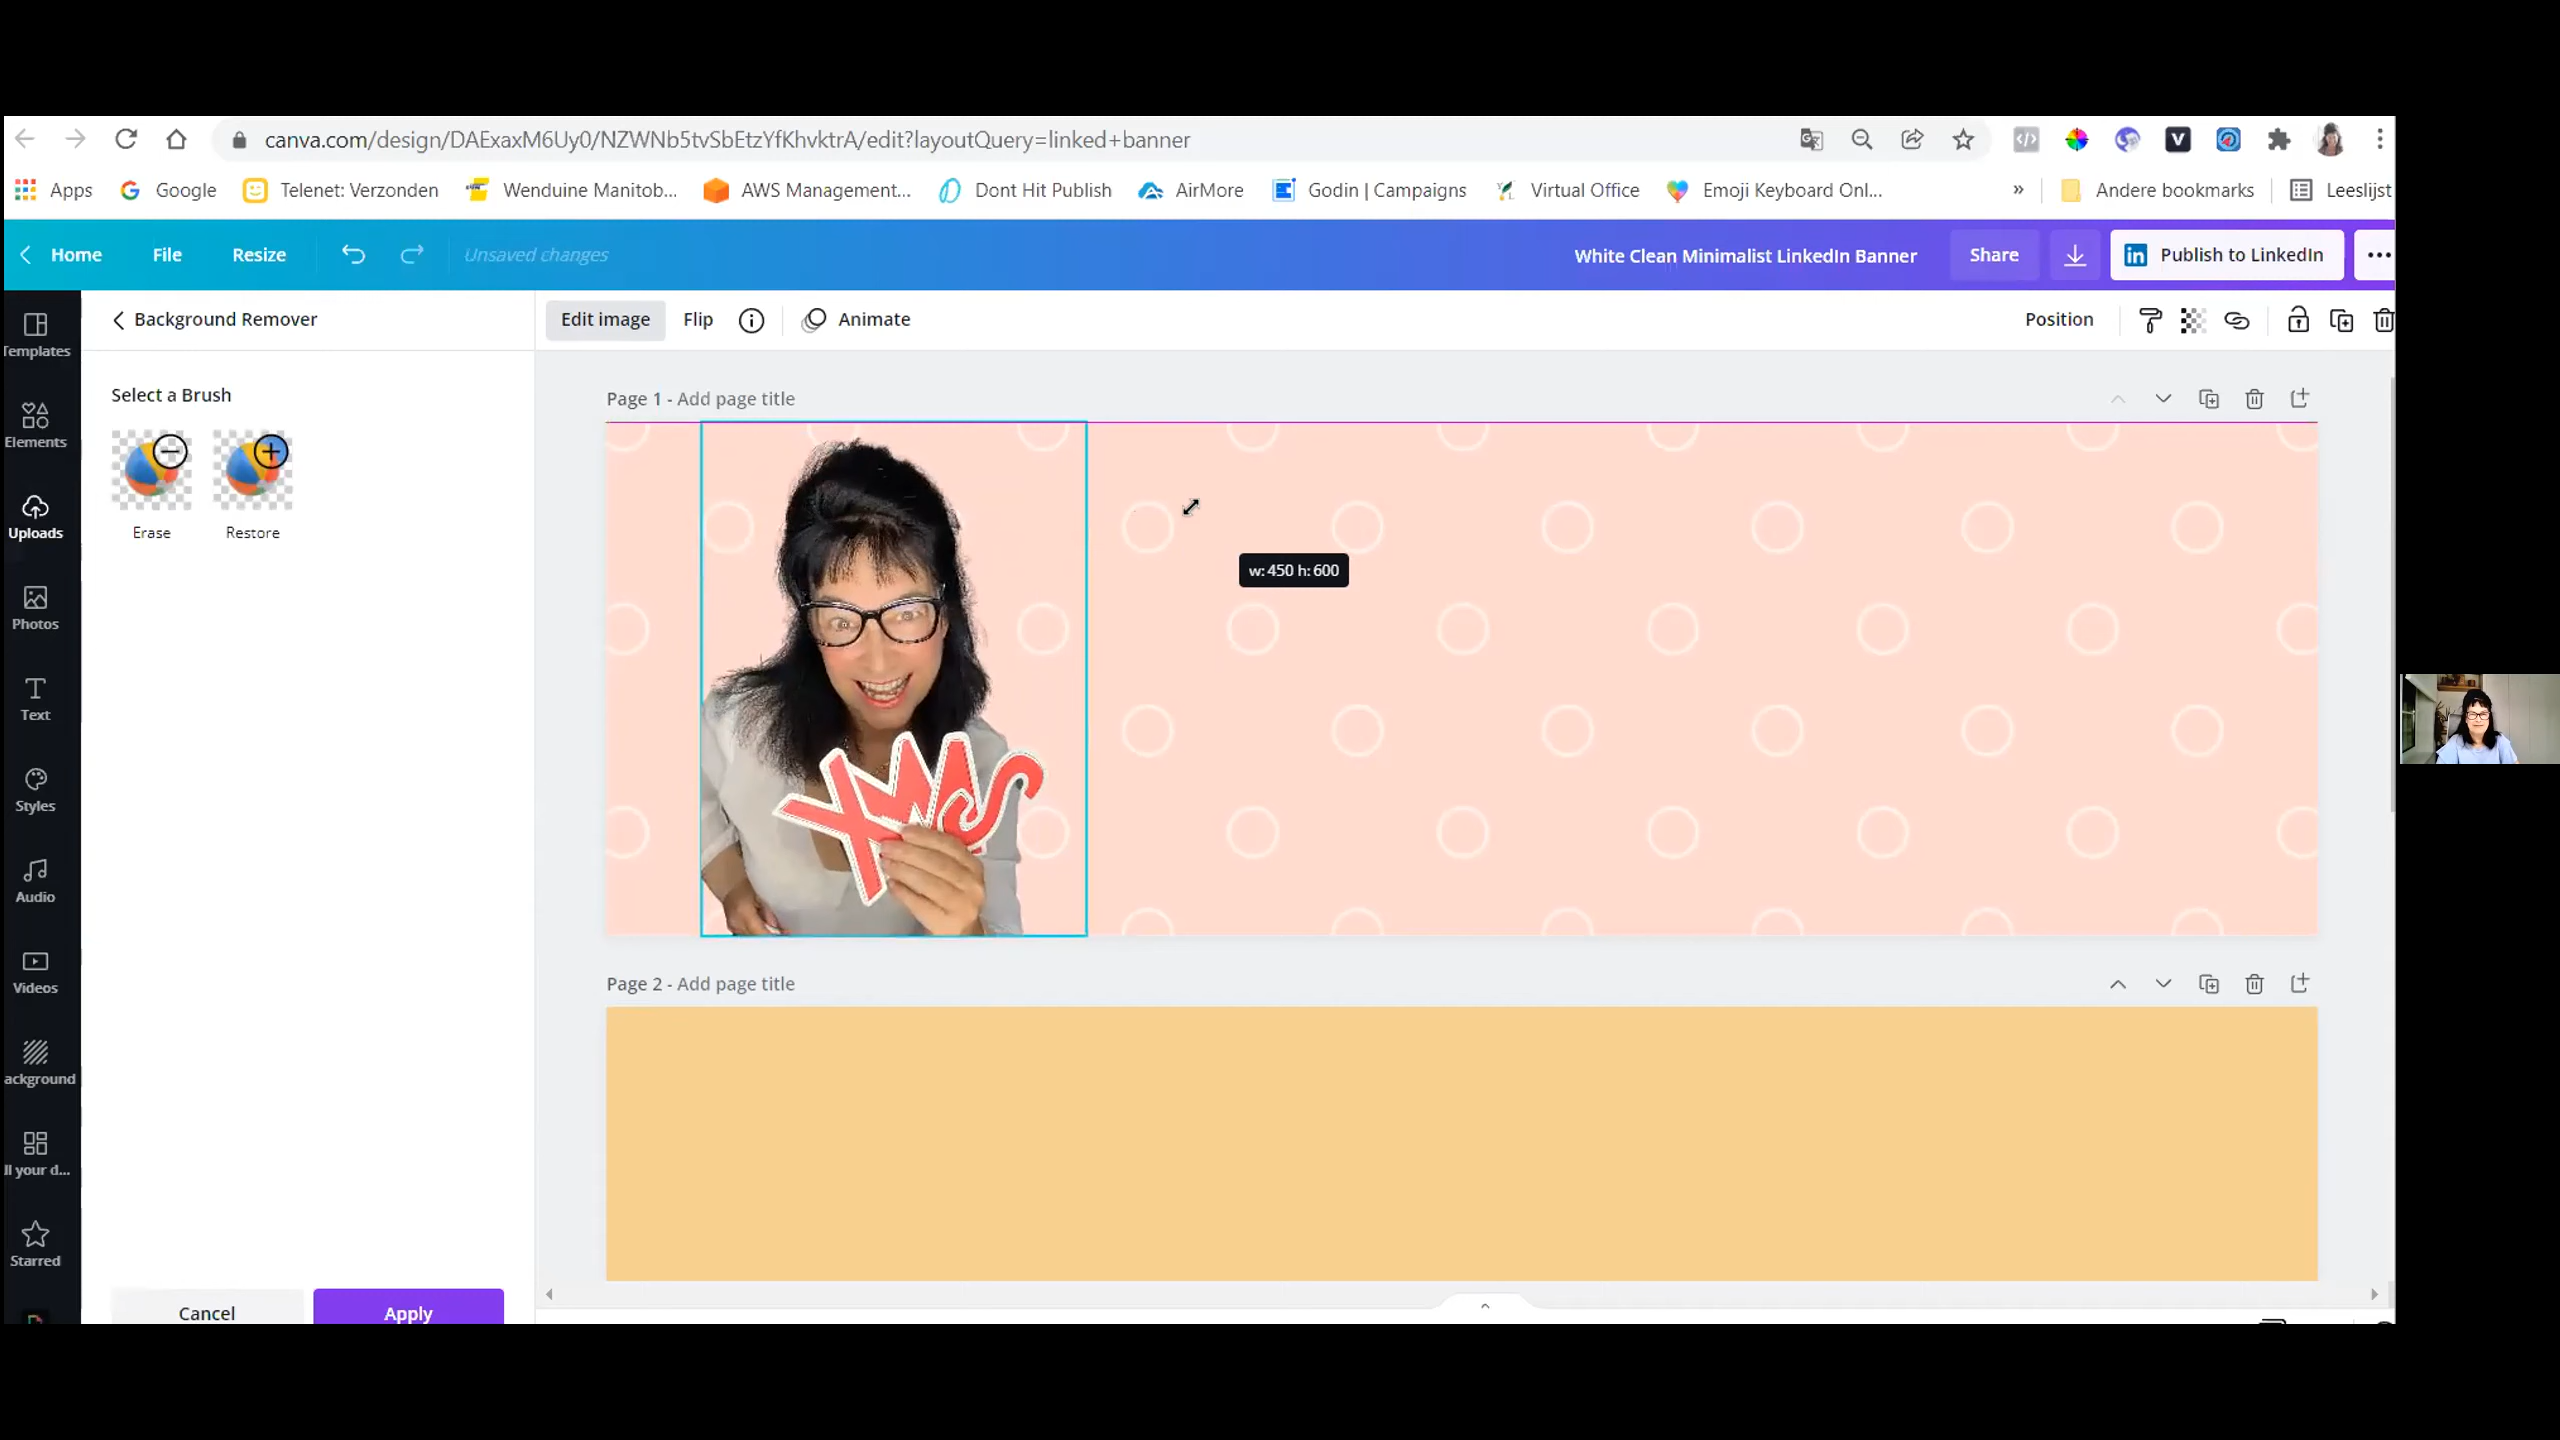 canva.com/design/DAExaxM6Uy0/NZWNb5tvSbEtzYfKhvktrA/edit?layoutQuery=linked+banner
Apps Google Telenet: Verzonden Wenduine Manitob... AWS Management... Dont Hit Publish AirMore Godin | Campaigns Virtual Office Emoji Keyboard Onl... » Andere bookmarks Leeslijst
Home File Resize Unsaved changes White Clean Minimalist LinkedIn Banner Share in Publish to LinkedIn
Background Remover Edit image Flip Animate Position
Templates
Select a Brush
Page 1 - Add page title
Elements
Erase Restore
Uploads
w: 450 h: 600
Photos
Text
Styles
XMAS
Audio
Videos
Page 2 - Add page title
ackground
ll your d...
Starred
Cancel Apply